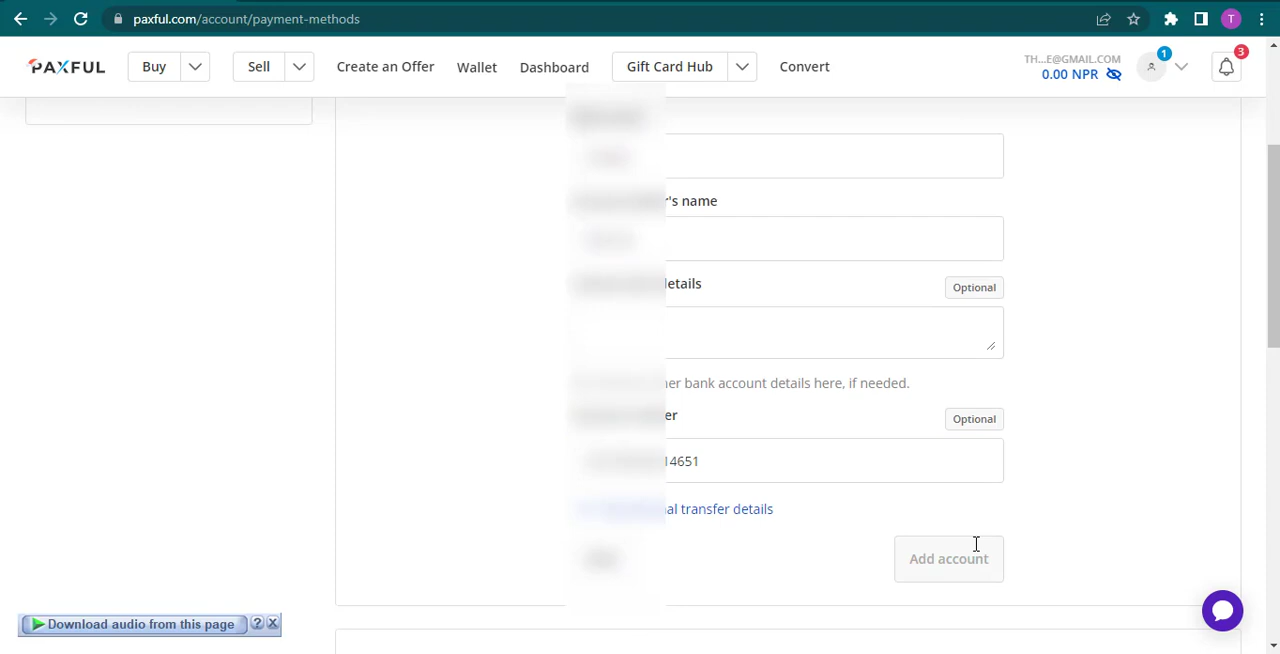 paxful.com/account/payment-methods
T
PAXFUL
Buy
Sell
Create an Offer
Wallet
Dashboard
Gift Card Hub
Convert
TH...E@GMAIL.COM
0.00 NPR
1
3
r's name
details
Optional
her bank account details here, if needed.
er
Optional
14651
al transfer details
Add account
Download audio from this page
? X